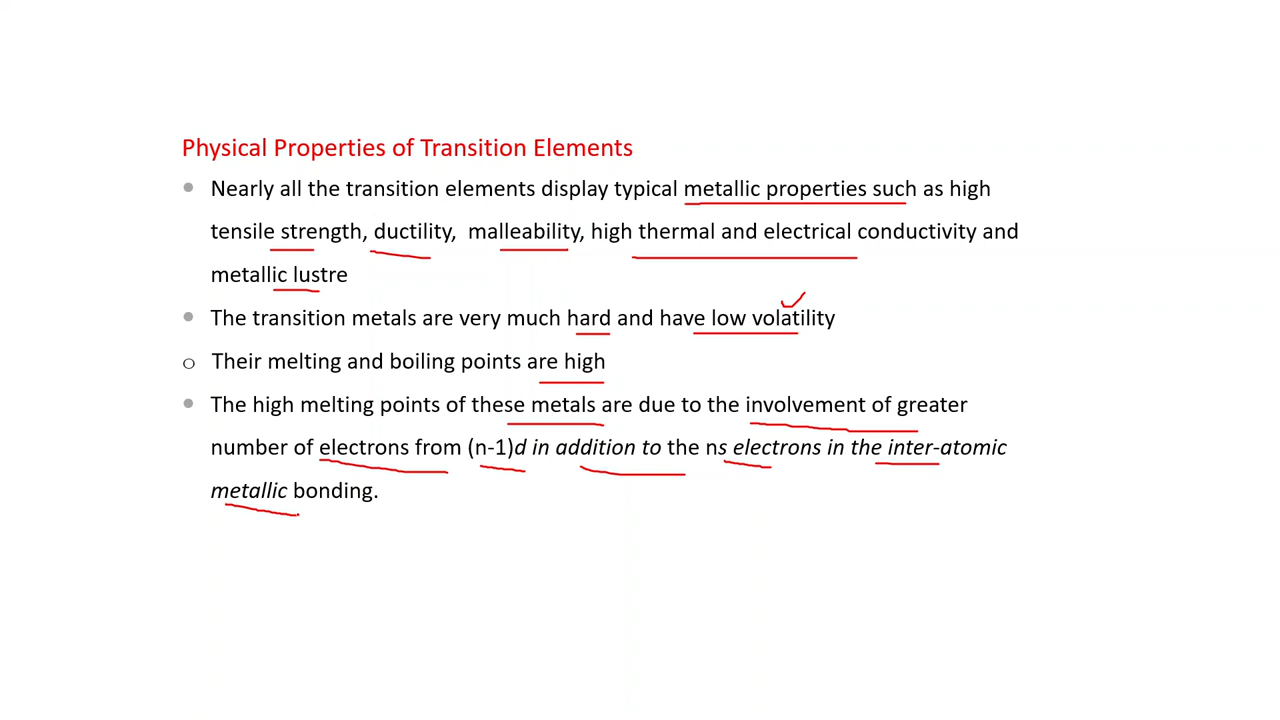 Physical Properties of Transition Elements
• Nearly all the transition elements display typical metallic properties such as high
tensile strength, ductility, malleability, high thermal and electrical conductivity and
metallic lustre
• The transition metals are very much hard and have low volatility
o Their melting and boiling points are high
• The high melting points of these metals are due to the involvement of greater
number of electrons from (n-1)d in addition to the ns electrons in the inter-atomic
metallic bonding.